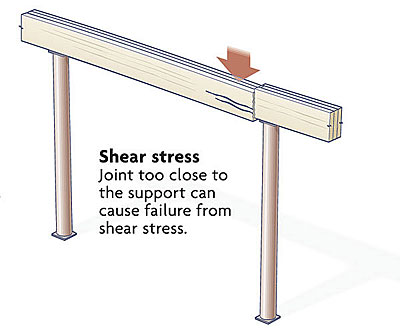 Shear stress
Joint too close to
the support can
cause failure from
shear stress.